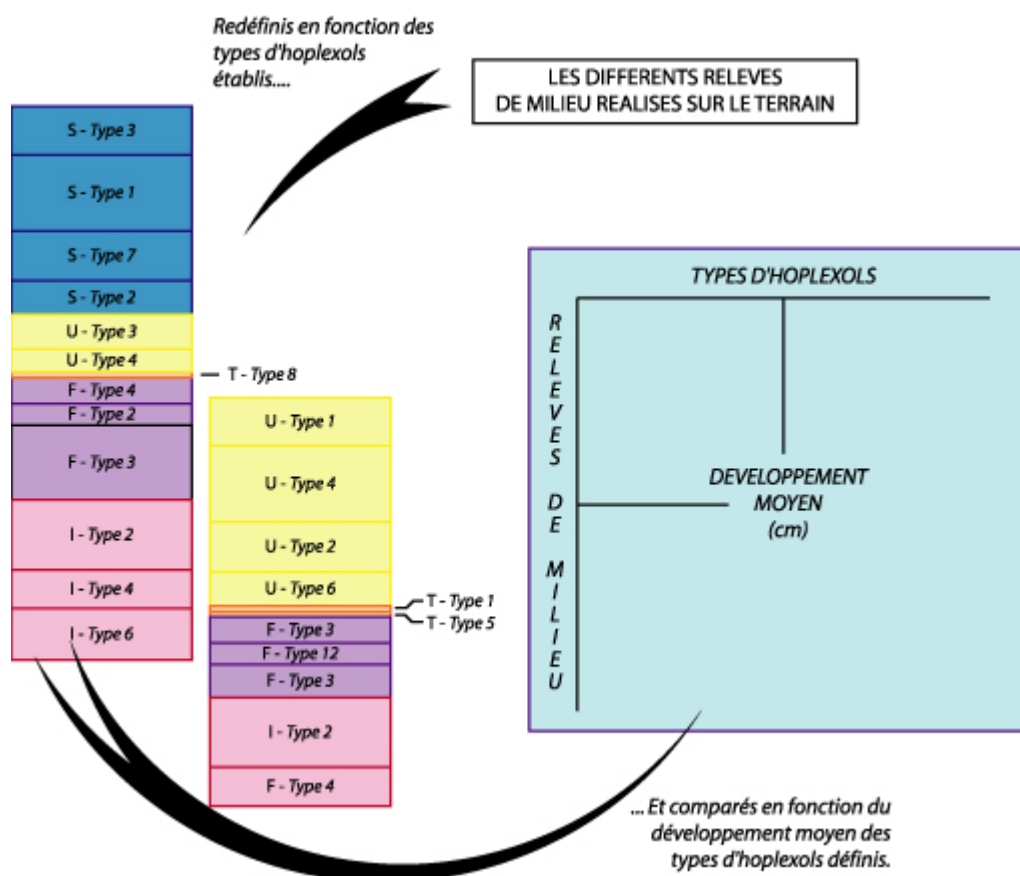 Redéfinis en fonction des
types d'hoplexols
établis....
LES DIFFERENTS RELEVES
DE MILIEU REALISES SUR LE TERRAIN
S - Type 3
S - Type 1
S - Type 7
S - Type 2
U - Type 3
U - Type 4
T - Type 8
F - Type 4
F - Type 2
F - Type 3
I - Type 2
I - Type 4
I - Type 6
U - Type 1
U - Type 4
U - Type 2
U - Type 6
T - Type 1
T - Type 5
F - Type 3
F - Type 12
F - Type 3
I - Type 2
F - Type 4
TYPES D'HOPLEXOLS
RELEVES DE MILIEU
DEVELOPPEMENT
MOYEN
(cm)
... Et comparés en fonction du
développement moyen des
types d'hoplexols définis.